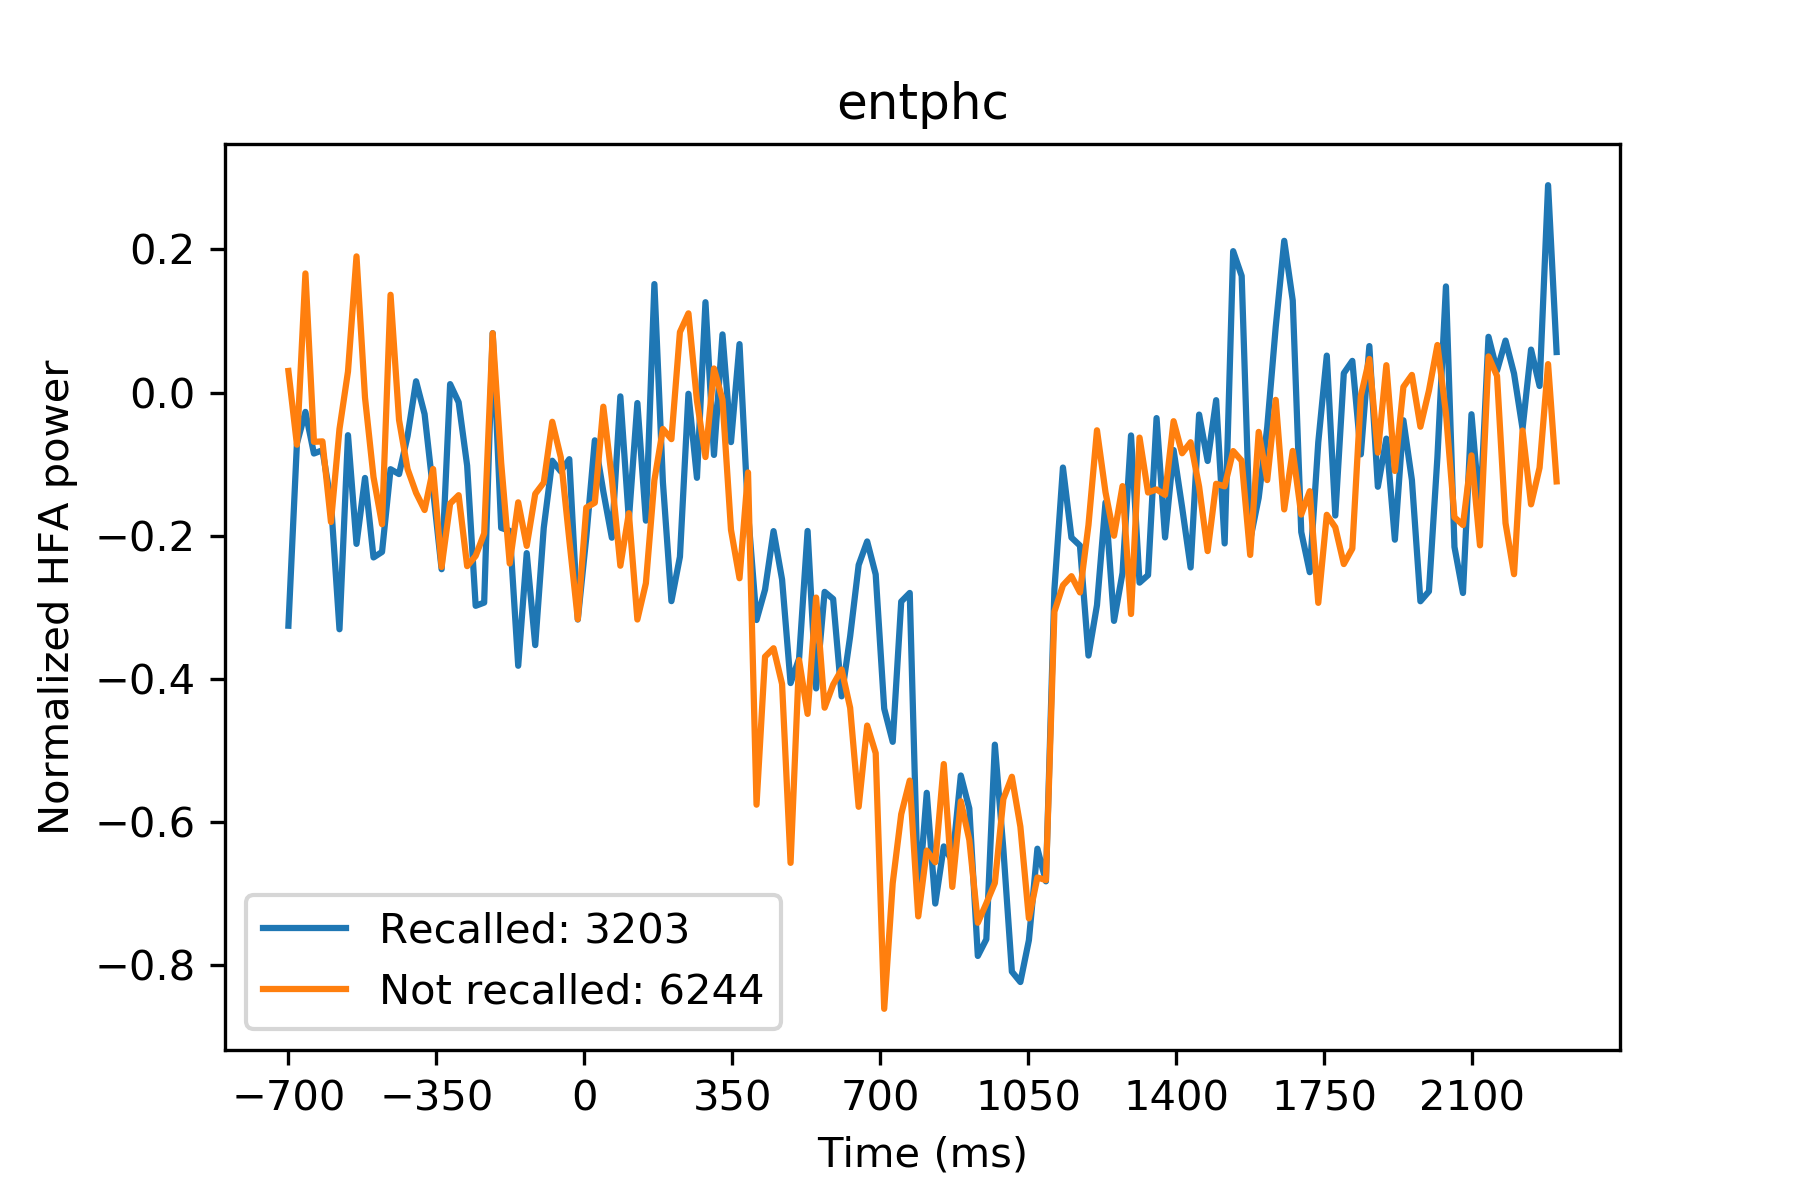 entphc
Normalized HFA power
0.2
0.0
−0.2
−0.4
−0.6
−0.8
Recalled: 3203
Not recalled: 6244
−700 −350 0 350 700 1050 1400 1750 2100
Time (ms)